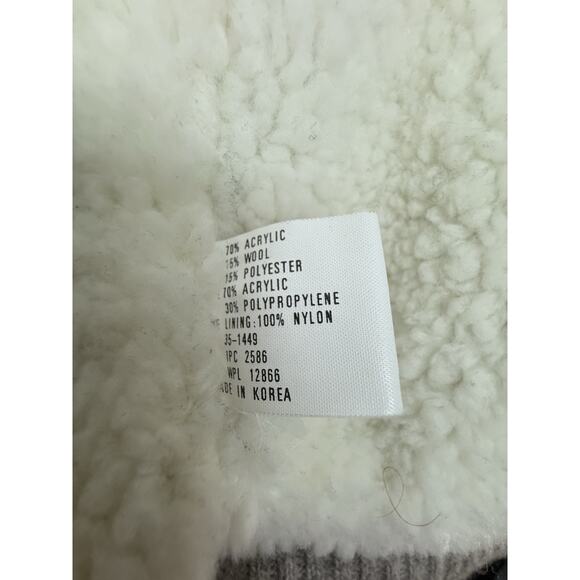 70% ACRYLIC
15% WOOL
15% POLYESTER
70% ACRYLIC
30% POLYPROPYLENE
LINING:100% NYLON
35-1449
2586
WPL 12866
IN KOREA